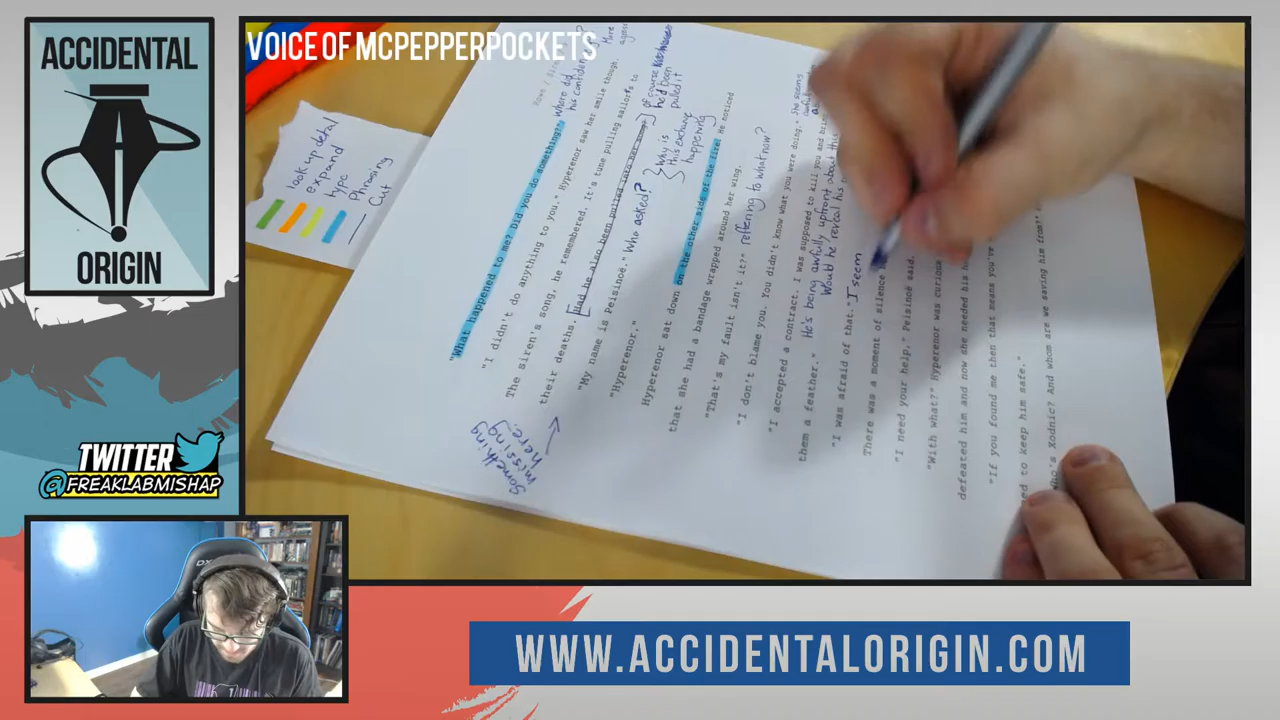 ACCIDENTAL
ORIGIN
VOICE OF MCPEPPERPOCKETS
look up detail
expand
hype
Phrasing
Cut
where did
his confidence
"What happened to me? Did you do something?
"I didn't do anything to you." Hyperenor saw her smile though.
The siren's song, he remembered. It's tune pulling sailors to
their deaths. [Had he also been pulled into her song?]
of course
he'd been
pulled it
Something
missing
here.
"My name is Peisinoë." Who asked?
"Hyperenor."
Why is
this exchange
happening
Hyperenor sat down on the other side of the fire. He noticed
that she had a bandage wrapped around her wing.
"That's my fault isn't it?" reffering to what now?
"I don't blame you. You didn't know what you were doing."
"I accepted a contract. I was supposed to kill you and
them a feather." He's being awfully upfront about this
Would he reveal his
"I was afraid of that. "I seem
There was a moment of silence
"I need your help," Peisinoë said.
"With what?" Hyperenor was curious
defeated him and now she needed his
"If you found me then that means you've
ed to keep him safe."
Who's Xodnic? And whom are we saving him from?
TWITTER
@FREAKLABMISHAP
WWW.ACCIDENTALORIGIN.COM